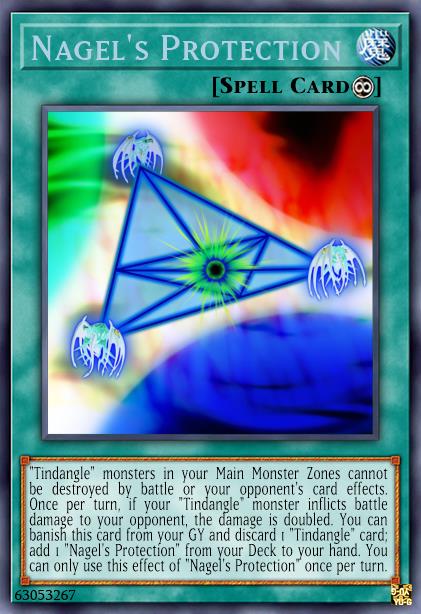 Nagel's Protection 魔
[Spell Card]
"Tindangle" monsters in your Main Monster Zones cannot
be destroyed by battle or your opponent's card effects.
Once per turn, if your "Tindangle" monster inflicts battle
damage to your opponent, the damage is doubled. You can
banish this card from your GY and discard 1 "Tindangle" card;
add 1 "Nagel's Protection" from your Deck to your hand. You
can only use this effect of "Nagel's Protection" once per turn.
63053267